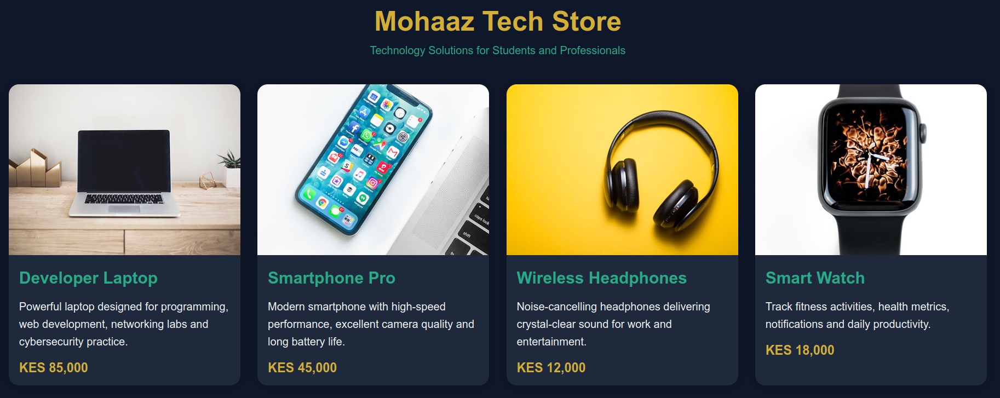 Mohaaz Tech Store
Technology Solutions for Students and Professionals
caps lock
shift
Developer Laptop
Powerful laptop designed for programming,
web development, networking labs and
cybersecurity practice.
KES 85,000
Smartphone Pro
Modern smartphone with high-speed
performance, excellent camera quality and
long battery life.
KES 45,000
Wireless Headphones
Noise-cancelling headphones delivering
crystal-clear sound for work and
entertainment.
KES 12,000
Smart Watch
Track fitness activities, health metrics,
notifications and daily productivity.
KES 18,000